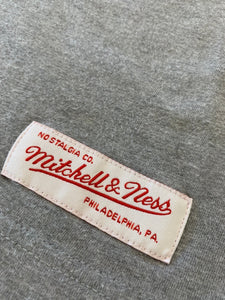 NOSTALGIA CO.
Mitchell & Ness
PHILADELPHIA, PA.